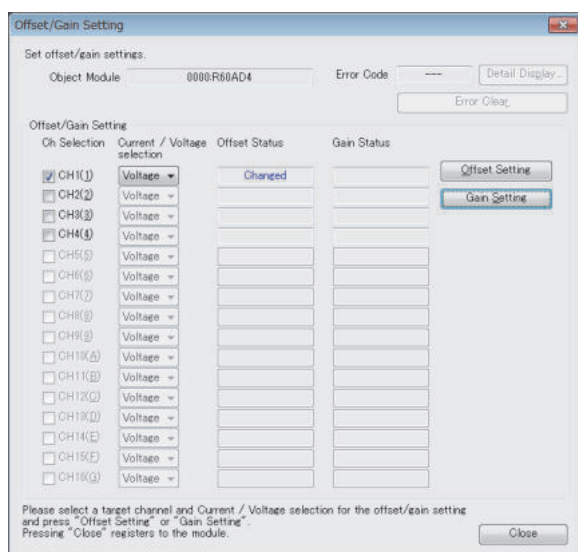 Offset/Gain Setting
Set offset/gain settings.
Object Module 0000:R60AD4 Error Code --- Detail Display...
Error Clear
Offset/Gain Setting
Ch Selection Current / Voltage selection Offset Status Gain Status
CH1(1) Voltage Changed Offset Setting
CH2(2) Voltage Gain Setting
CH3(3) Voltage
CH4(4) Voltage
CH5(5) Voltage
CH6(6) Voltage
CH7(7) Voltage
CH8(8) Voltage
CH9(9) Voltage
CH10(A) Voltage
CH11(B) Voltage
CH12(C) Voltage
CH13(D) Voltage
CH14(E) Voltage
CH15(F) Voltage
CH16(G) Voltage
Please select a target channel and Current / Voltage selection for the offset/gain setting
and press "Offset Setting" or "Gain Setting".
Pressing "Close" registers to the module.
Close